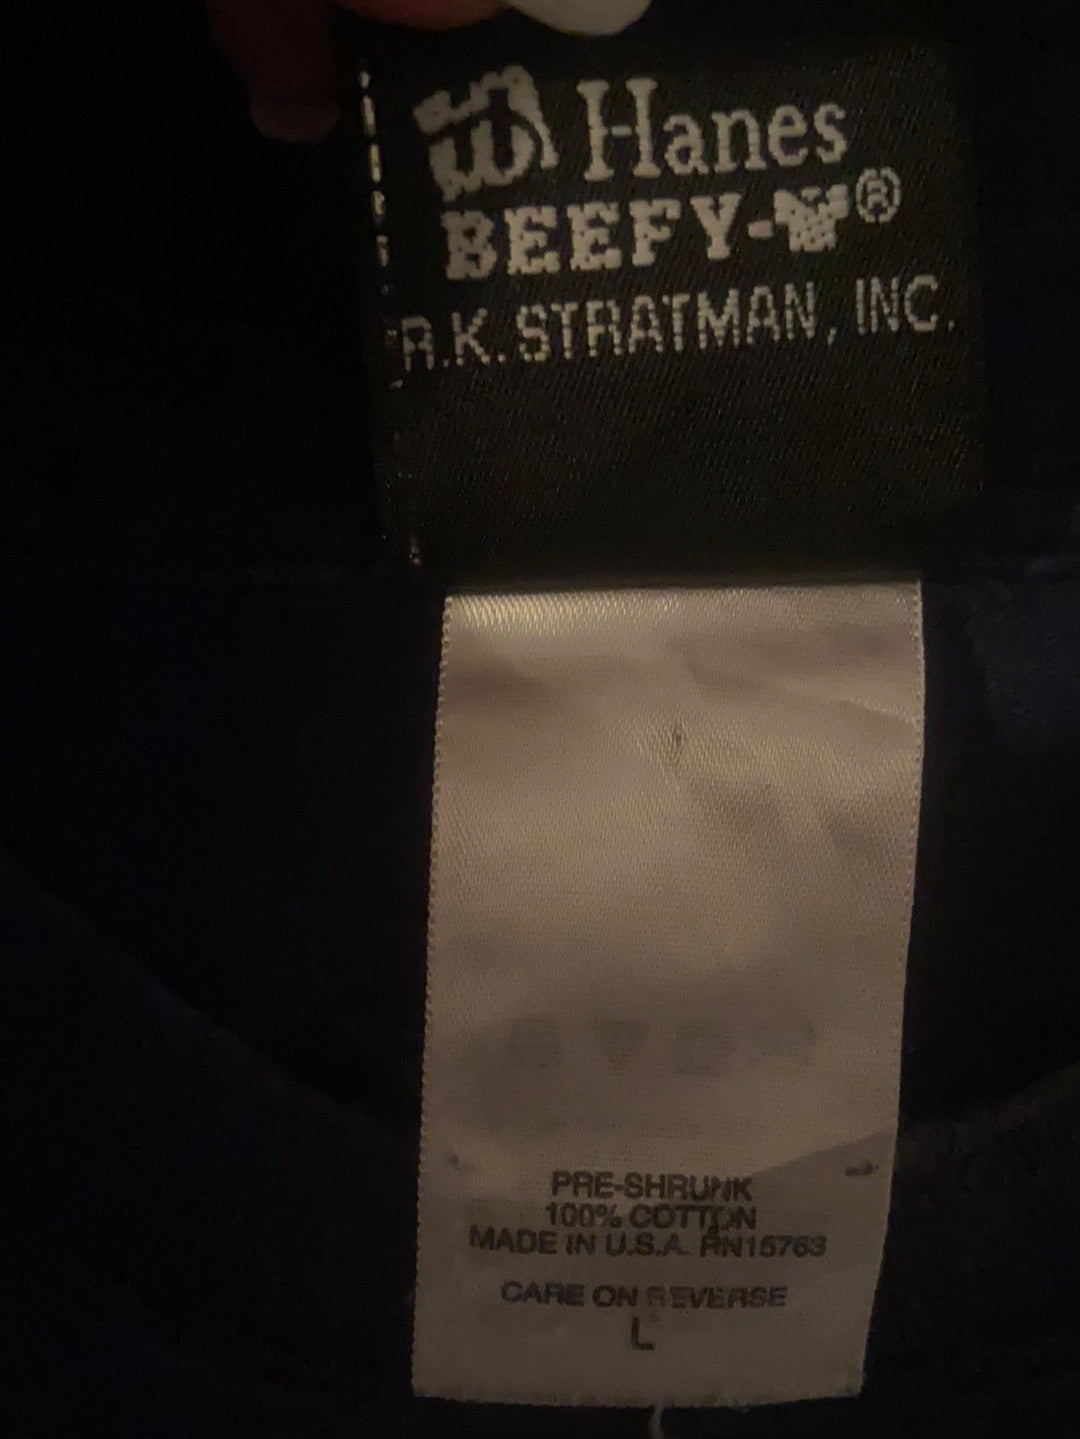 Hanes
BEEFY-T®
R.K. STRATMAN, INC.
PRE-SHRUNK
100% COTTON
MADE IN U.S.A. RN15763
CARE ON REVERSE
L